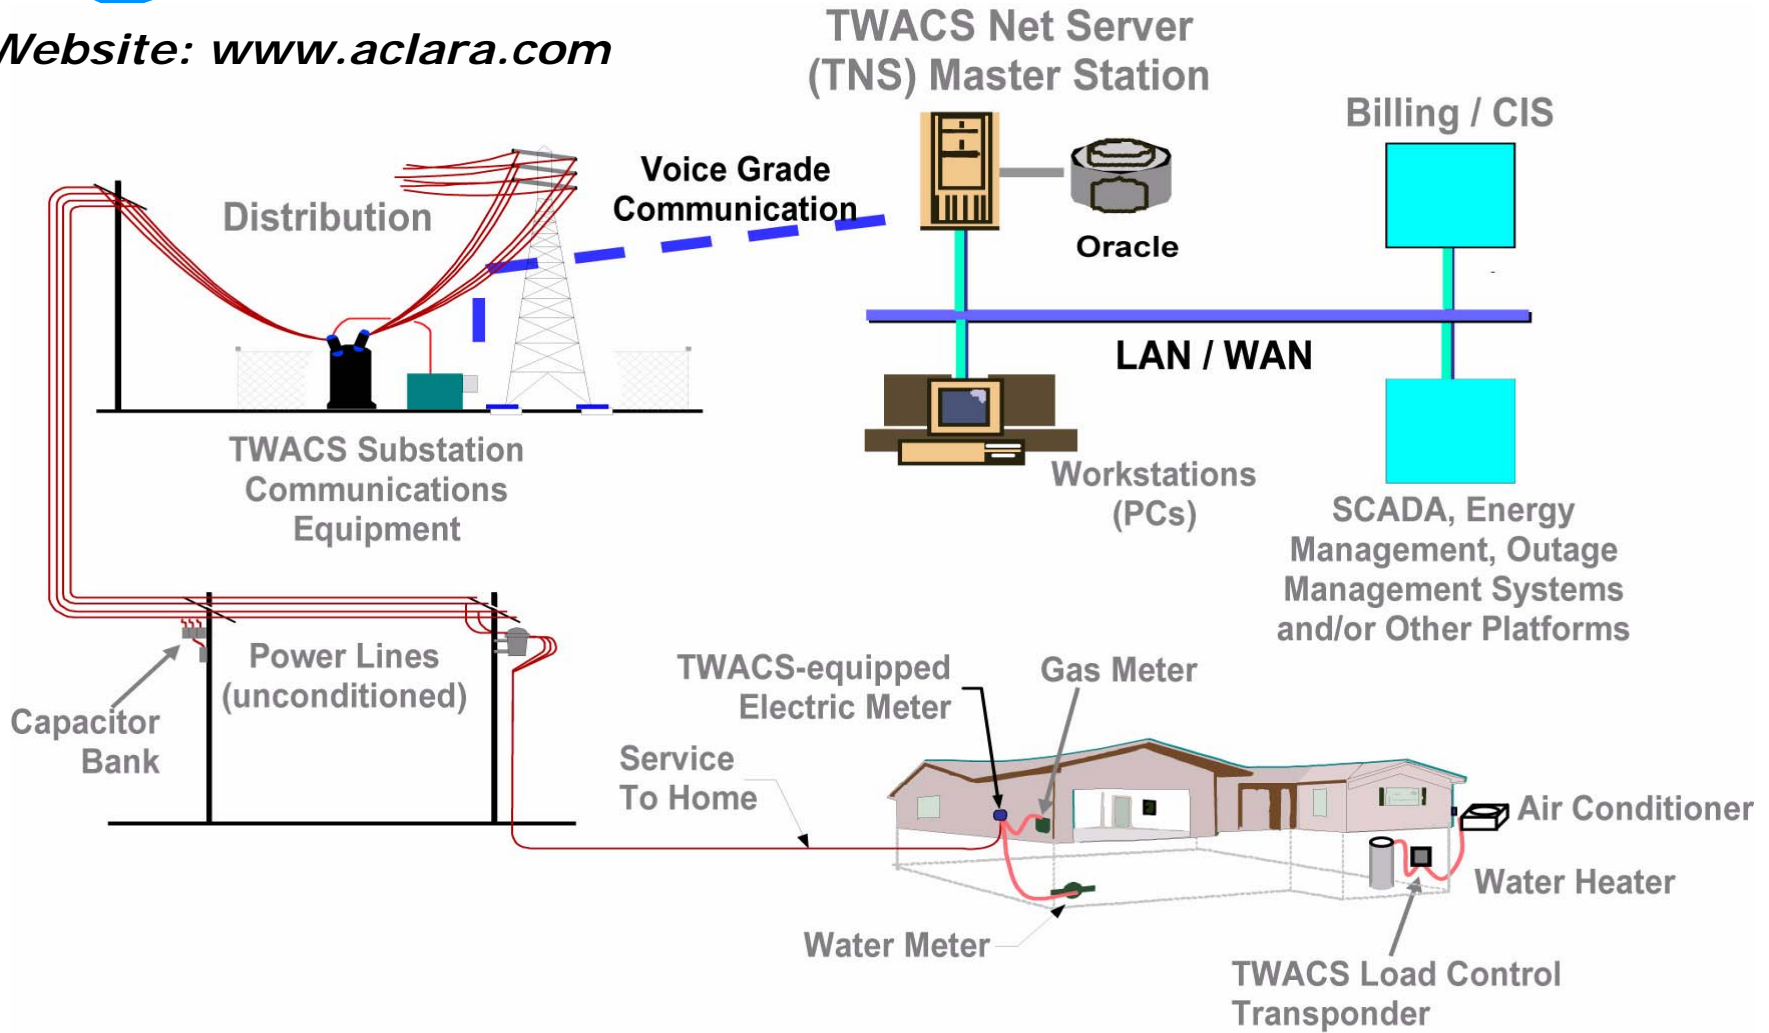 Website: www.aclara.com
TWACS Net Server
(TNS) Master Station
Billing / CIS
Voice Grade
Communication
Distribution
Oracle
LAN / WAN
TWACS Substation
Communications
Equipment
Workstations
(PCs)
SCADA, Energy
Management, Outage
Management Systems
and/or Other Platforms
Power Lines
(unconditioned)
Capacitor
Bank
TWACS-equipped
Electric Meter
Gas Meter
Service
To Home
Air Conditioner
Water Heater
Water Meter
TWACS Load Control
Transponder